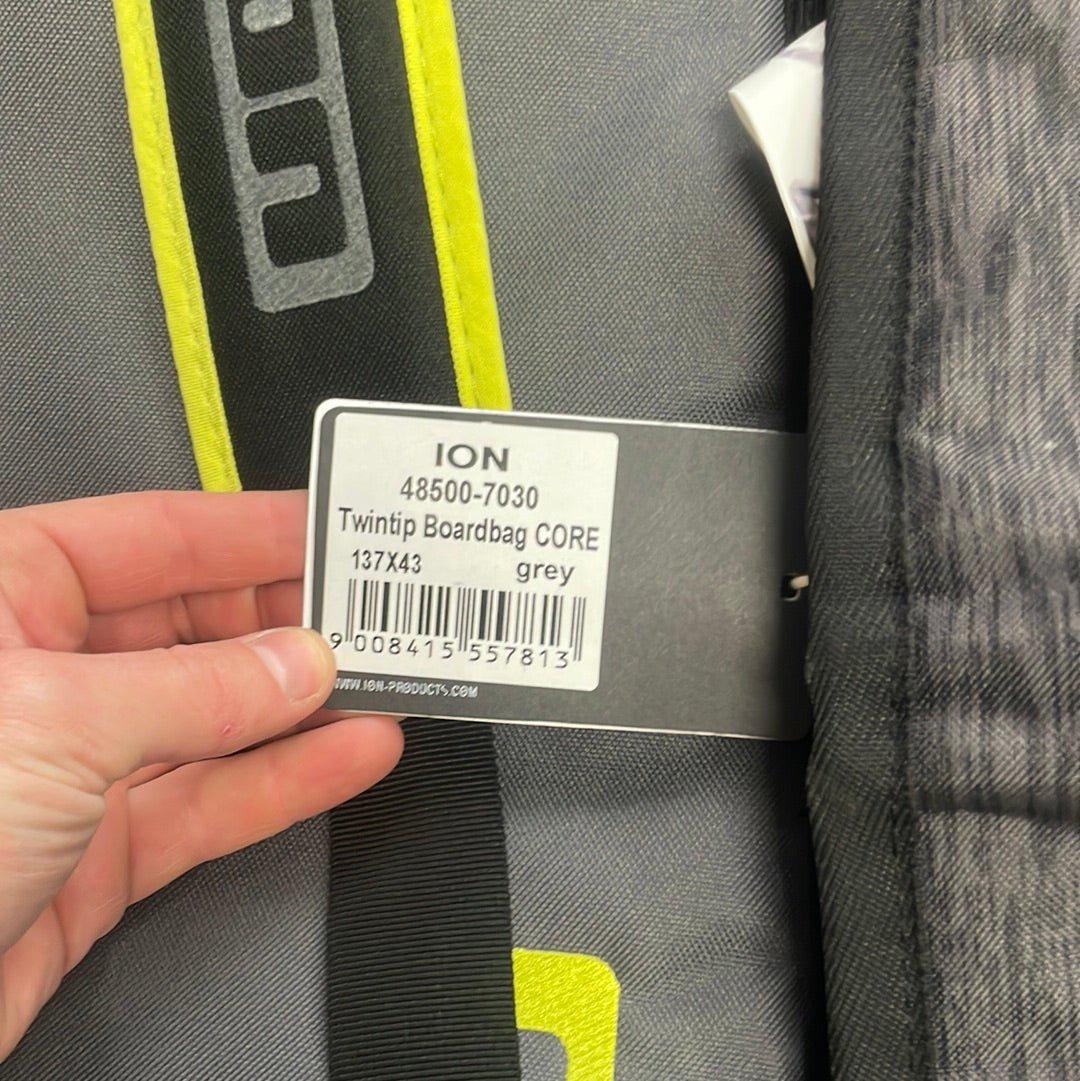 ION
48500-7030
Twintip Boardbag CORE
137X43 grey
9 008415 557813
WWW.ION-PRODUCTS.COM